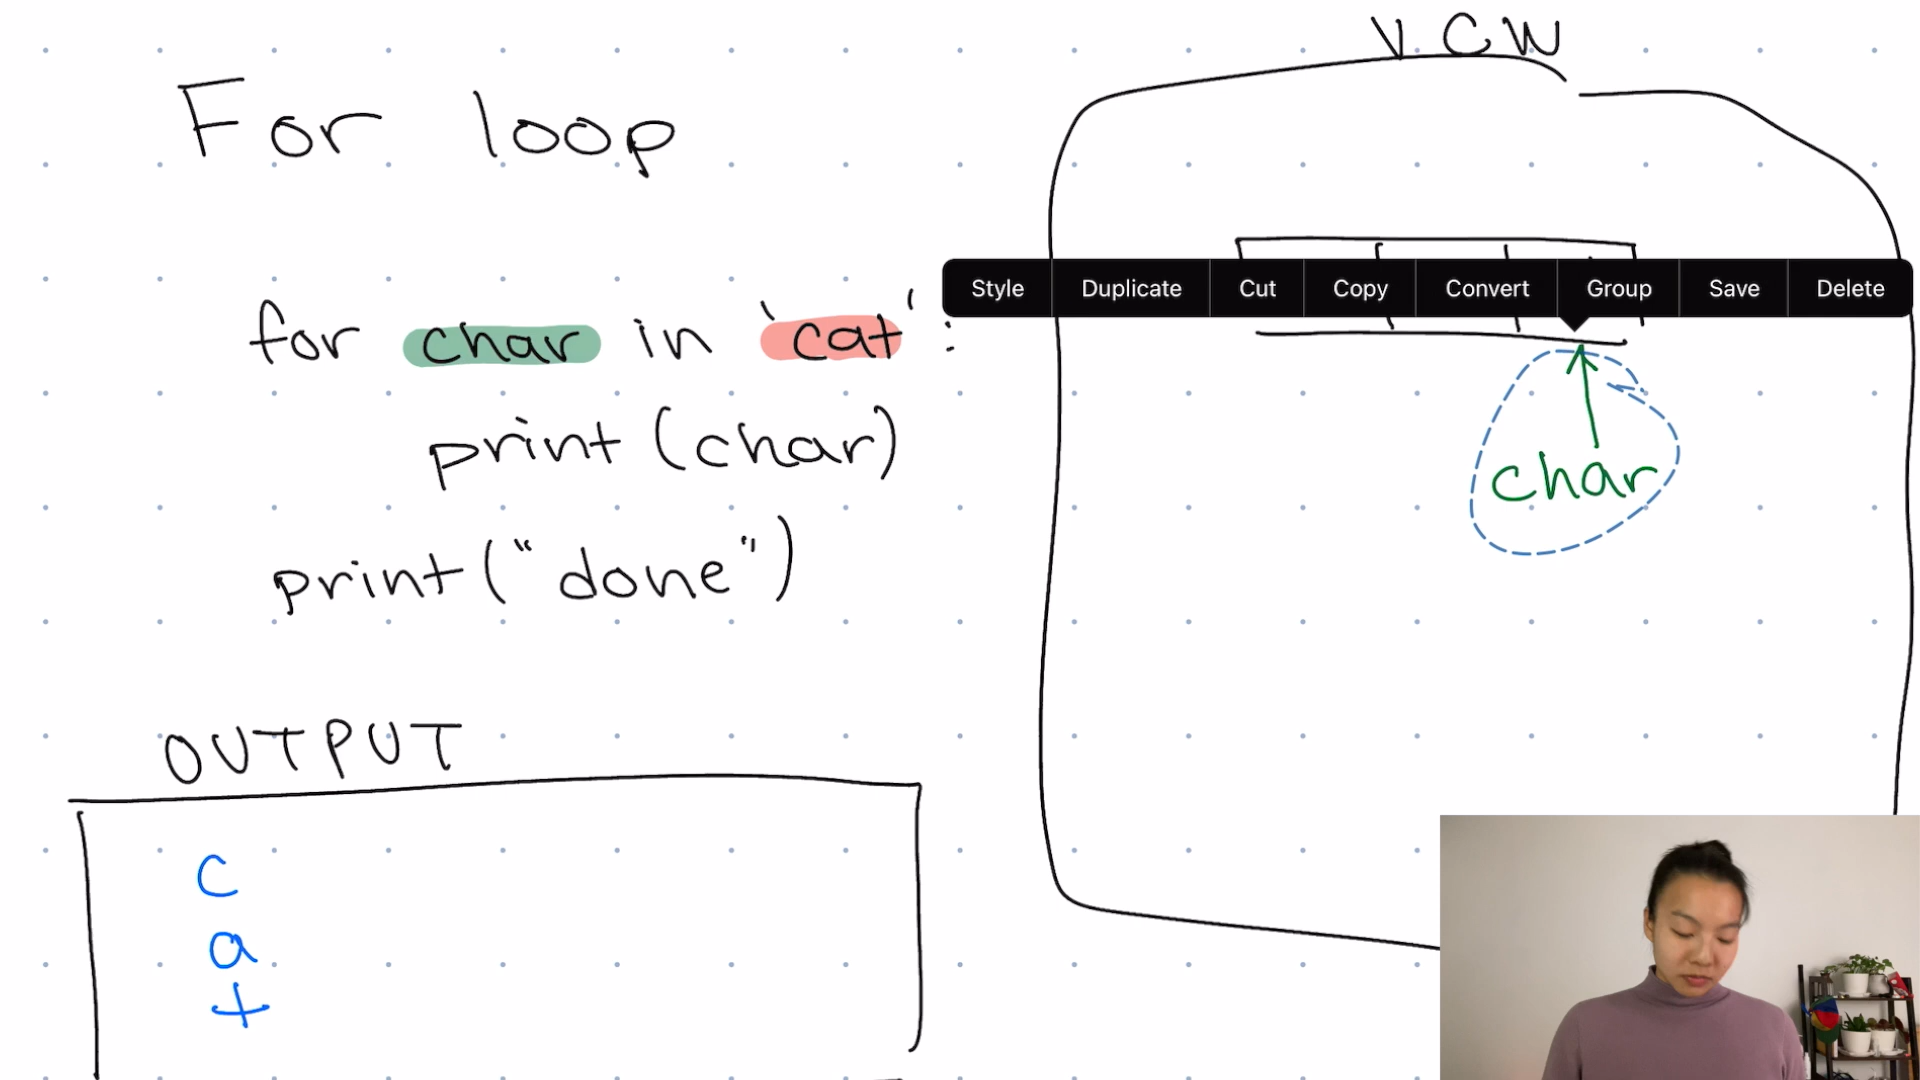 For loop
for char in 'cat':
print (char)
print ("done")
OUTPUT
c
a
t
VCW
Style Duplicate Cut Copy Convert Group Save Delete
char